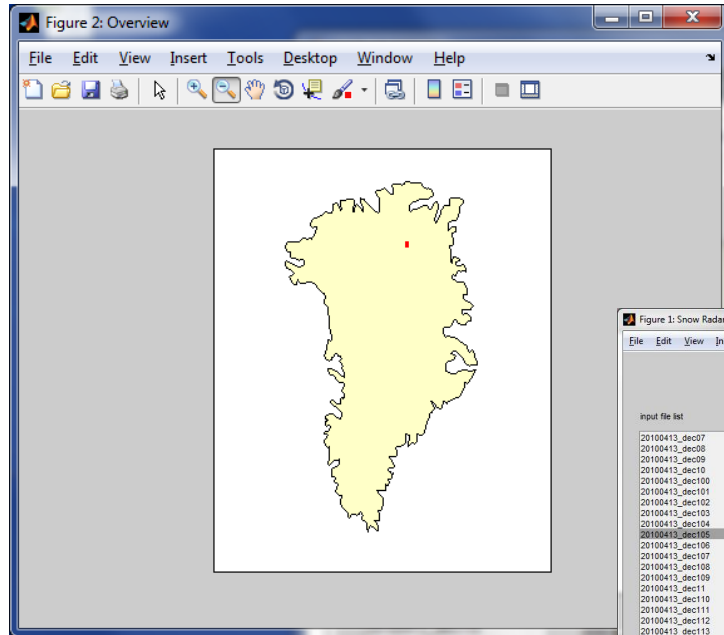 Figure 2: Overview
File Edit View Insert Tools Desktop Window Help
Figure 1: Snow Radar
File Edit View In
input file list
20100413_dec07
20100413_dec08
20100413_dec09
20100413_dec10
20100413_dec100
20100413_dec101
20100413_dec102
20100413_dec103
20100413_dec104
20100413_dec105
20100413_dec106
20100413_dec107
20100413_dec108
20100413_dec109
20100413_dec11
20100413_dec110
20100413_dec111
20100413_dec112
20100413_dec113